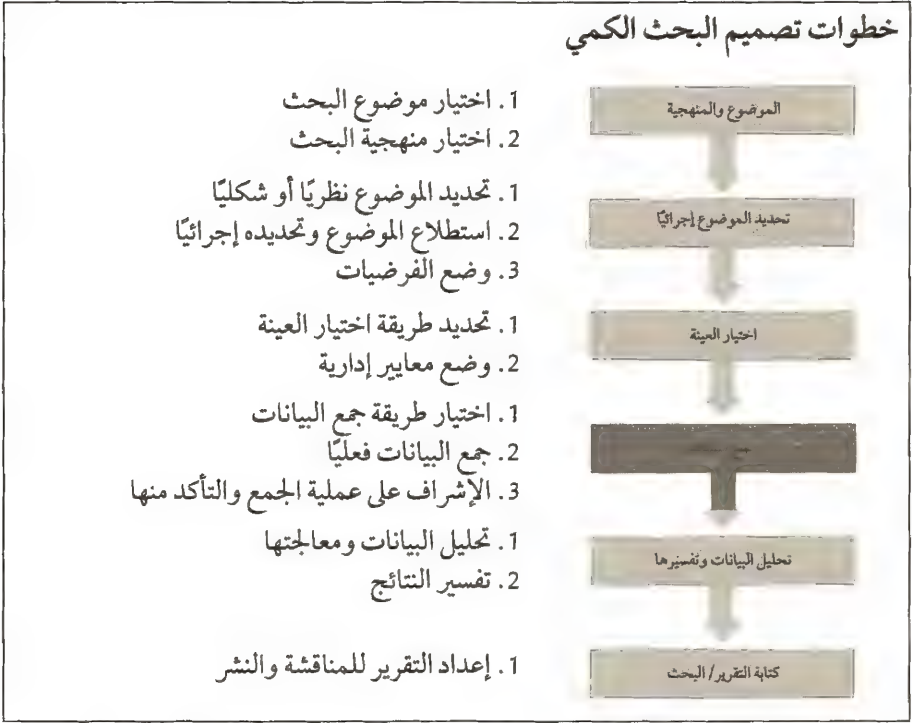 خطوات تصميم البحث الكمي
الموضوع والمنهجية
1. اختيار موضوع البحث
2. اختيار منهجية البحث
تحديد الموضوع إجرائيًا
1. تحديد الموضوع نظريًا أو شكليًا
2. استطلاع الموضوع وتحديده إجرائيًا
3. وضع الفرضيات
اختيار العينة
1. تحديد طريقة اختيار العينة
2. وضع معايير إدارية
1. اختيار طريقة جمع البيانات
2. جمع البيانات فعليًا
3. الإشراف على عملية الجمع والتأكد منها
تحليل البيانات وتفسيرها
1. تحليل البيانات ومعالجتها
2. تفسير النتائج
كتابة التقرير/ البحث
1. إعداد التقرير للمناقشة والنشر